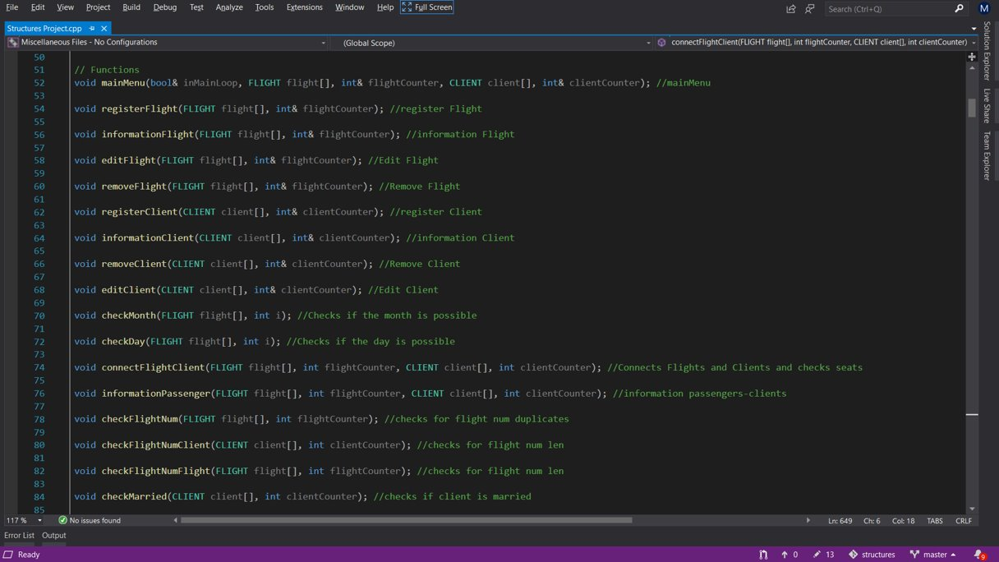 File Edit View Project Build Debug Test Analyze Tools Extensions Window Help Full Screen Search (Ctrl+Q) M
Structures Project.cpp
Miscellaneous Files - No Configurations (Global Scope) connectFlightClient(FLIGHT flight[], int flightCounter, CLIENT client[], int clientCounter)
50
51 // Functions
52 void mainMenu(bool& inMainLoop, FLIGHT flight[], int& flightCounter, CLIENT client[], int& clientCounter); //mainMenu
53
54 void registerFlight(FLIGHT flight[], int& flightCounter); //register Flight
55
56 void informationFlight(FLIGHT flight[], int& flightCounter); //information Flight
57
58 void editFlight(FLIGHT flight[], int& flightCounter); //Edit Flight
59
60 void removeFlight(FLIGHT flight[], int& flightCounter); //Remove Flight
61
62 void registerClient(CLIENT client[], int& clientCounter); //register Client
63
64 void informationClient(CLIENT client[], int& clientCounter); //information Client
65
66 void removeClient(CLIENT client[], int& clientCounter); //Remove Client
67
68 void editClient(CLIENT client[], int& clientCounter); //Edit Client
69
70 void checkMonth(FLIGHT flight[], int i); //Checks if the month is possible
71
72 void checkDay(FLIGHT flight[], int i); //Checks if the day is possible
73
74 void connectFlightClient(FLIGHT flight[], int flightCounter, CLIENT client[], int clientCounter); //Connects Flights and Clients and checks seats
75
76 void informationPassenger(FLIGHT flight[], int flightCounter, CLIENT client[], int clientCounter); //information passengers-clients
77
78 void checkFlightNum(FLIGHT flight[], int flightCounter); //checks for flight num duplicates
79
80 void checkFlightNumClient(CLIENT client[], int clientCounter); //checks for flight num len
81
82 void checkFlightNumFlight(FLIGHT flight[], int flightCounter); //checks for flight num len
83
84 void checkMarried(CLIENT client[], int clientCounter); //checks if client is married
85
117 % No issues found Ln: 649 Ch: 6 Col: 18 TABS CRLF
Error List Output
Ready 0 13 structures master 9
Solution Explorer
Live Share
Team Explorer